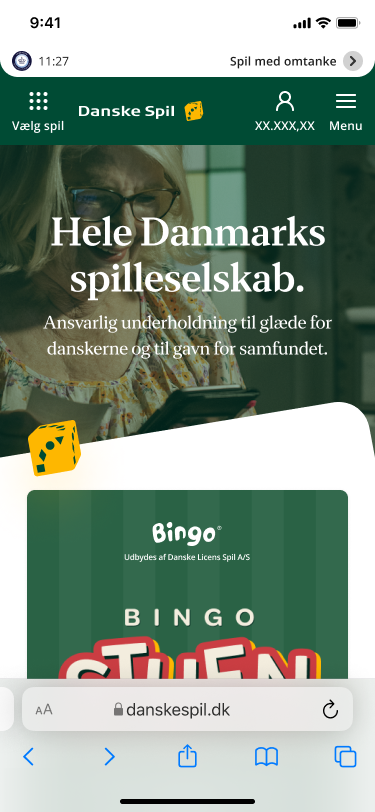 9:41
11:27 Spil med omtanke
Vælg spil
Danske Spil
XX.XXX,XX
Menu
Hele Danmarks
spilleselskab.
Ansvarlig underholdning til glæde for
danskerne og til gavn for samfundet.
Bingo®
Udbydes af Danske Licens Spil A/S
BINGO
STUEN
AA
danskespil.dk